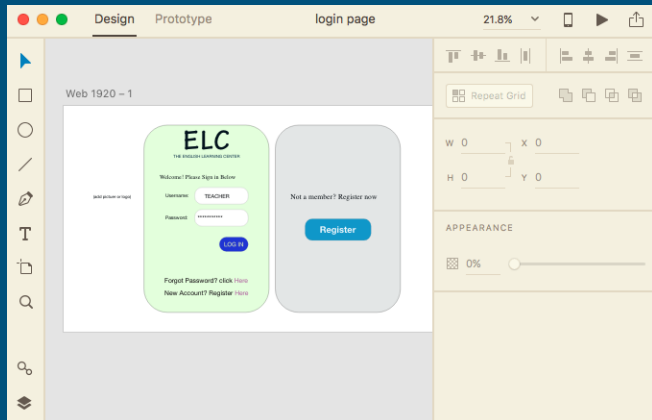 Design Prototype login page 21.8%
Web 1920 – 1
Repeat Grid
W 0 X 0
H 0 Y 0
APPEARANCE
0%
ELC
THE ENGLISH LEARNING CENTER
Welcome! Please Sign in Below
(add picture or logo)
Username TEACHER
Password ***********
LOG IN
Forgot Password? click Here
New Account? Register Here
Not a member? Register now
Register